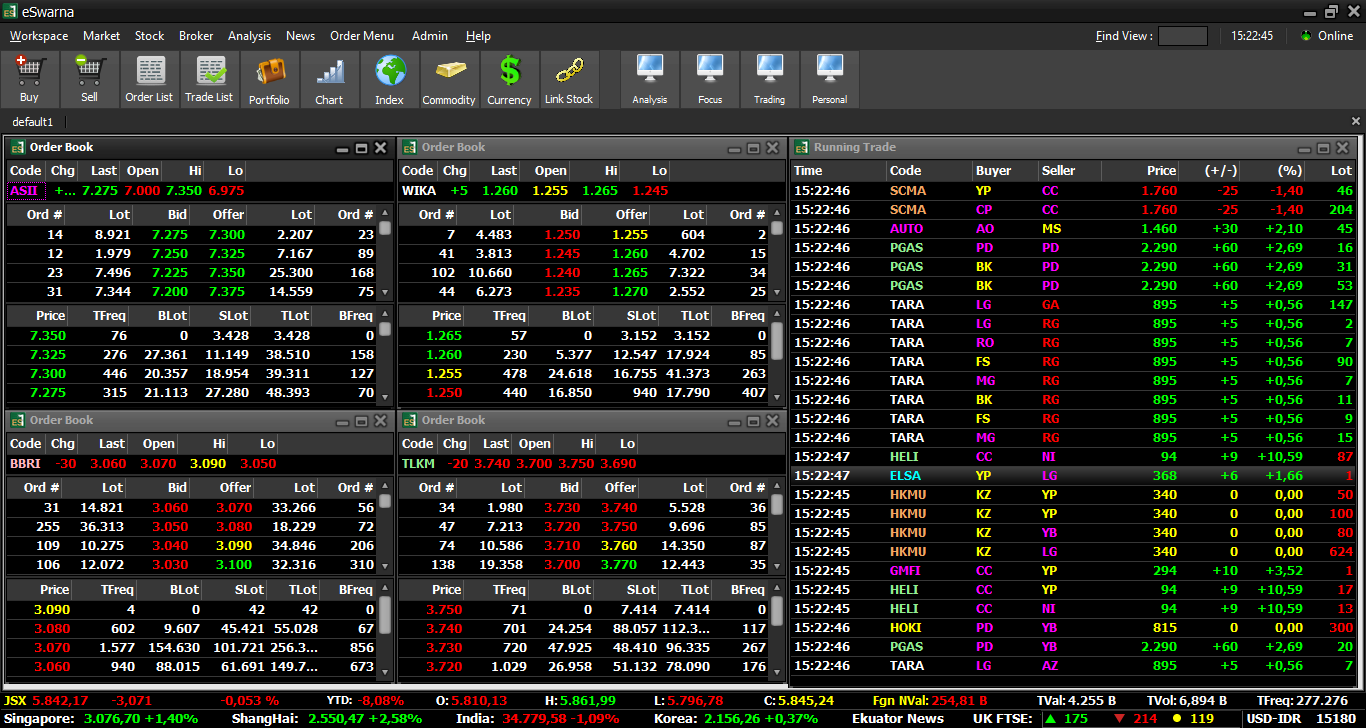 eSwarna
Workspace Market Stock Broker Analysis News Order Menu Admin Help Find View : 15:22:45 Online
Buy Sell Order List Trade List Portfolio Chart Index Commodity Currency Link Stock Analysis Focus Trading Personal
default1
Order Book
Code Chg Last Open Hi Lo
ASII +... 7.275 7.000 7.350 6.975
Ord # Lot Bid Offer Lot Ord #
14 8.921 7.275 7.300 2.207 23
12 1.979 7.250 7.325 7.167 89
23 7.496 7.225 7.350 25.300 168
31 7.344 7.200 7.375 14.559 75
Price TFreq BLot SLot TLot BFreq
7.350 76 0 3.428 3.428 0
7.325 276 27.361 11.149 38.510 158
7.300 446 20.357 18.954 39.311 127
7.275 315 21.113 27.280 48.393 70
Order Book
Code Chg Last Open Hi Lo
WIKA +5 1.260 1.255 1.265 1.245
Ord # Lot Bid Offer Lot Ord #
7 4.483 1.250 1.255 604 2
41 3.813 1.245 1.260 4.702 15
102 10.660 1.240 1.265 7.322 34
44 6.273 1.235 1.270 2.552 25
Price TFreq BLot SLot TLot BFreq
1.265 57 0 3.152 3.152 0
1.260 230 5.377 12.547 17.924 85
1.255 478 24.618 16.755 41.373 263
1.250 440 16.850 940 17.790 407
Order Book
Code Chg Last Open Hi Lo
BBRI -30 3.060 3.070 3.090 3.050
Ord # Lot Bid Offer Lot Ord #
31 14.821 3.060 3.070 33.266 56
255 36.313 3.050 3.080 18.229 72
109 10.275 3.040 3.090 34.846 206
106 12.072 3.030 3.100 32.316 310
Price TFreq BLot SLot TLot BFreq
3.090 4 0 42 42 0
3.080 602 9.607 45.421 55.028 67
3.070 1.577 154.630 101.721 256.3... 856
3.060 940 88.015 61.691 149.7... 673
Order Book
Code Chg Last Open Hi Lo
TLKM -20 3.740 3.700 3.750 3.690
Ord # Lot Bid Offer Lot Ord #
34 1.980 3.730 3.740 5.528 36
47 7.213 3.720 3.750 9.696 85
74 10.586 3.710 3.760 14.350 87
138 19.358 3.700 3.770 12.443 35
Price TFreq BLot SLot TLot BFreq
3.750 71 0 7.414 7.414 0
3.740 701 24.254 88.057 112.3... 117
3.730 720 47.925 48.410 96.335 267
3.720 1.029 26.958 51.132 78.090 176
Running Trade
Time Code Buyer Seller Price (+/-) (%) Lot
15:22:46 SCMA YP CC 1.760 -25 -1,40 46
15:22:46 SCMA CP CC 1.760 -25 -1,40 204
15:22:46 AUTO AO MS 1.460 +30 +2,10 45
15:22:46 PGAS PD PD 2.290 +60 +2,69 16
15:22:46 PGAS BK PD 2.290 +60 +2,69 31
15:22:46 PGAS BK PD 2.290 +60 +2,69 53
15:22:46 TARA LG GA 895 +5 +0,56 147
15:22:46 TARA LG RG 895 +5 +0,56 2
15:22:46 TARA RO RG 895 +5 +0,56 7
15:22:46 TARA FS RG 895 +5 +0,56 90
15:22:46 TARA MG RG 895 +5 +0,56 7
15:22:46 TARA BK RG 895 +5 +0,56 11
15:22:46 TARA FS RG 895 +5 +0,56 9
15:22:46 TARA MG RG 895 +5 +0,56 15
15:22:47 HELI CC NI 94 +9 +10,59 87
15:22:47 ELSA YP LG 368 +6 +1,66 1
15:22:45 HKMU KZ YP 340 0 0,00 50
15:22:45 HKMU KZ YP 340 0 0,00 100
15:22:45 HKMU KZ YB 340 0 0,00 80
15:22:45 HKMU KZ LG 340 0 0,00 624
15:22:45 GMFI CC YP 294 +10 +3,52 1
15:22:45 HELI CC YP 94 +9 +10,59 17
15:22:45 HELI CC NI 94 +9 +10,59 13
15:22:46 HOKI PD YB 815 0 0,00 300
15:22:46 PGAS PD YB 2.290 +60 +2,69 20
15:22:46 TARA LG AZ 895 +5 +0,56 7
JSX 5.842,17 -3,071 -0,053 % YTD: -8,08% O: 5.810,13 H: 5.861,99 L: 5.796,78 C: 5.845,24 Fgn NVal: 254,81 B TVal: 4.255 B TVol: 6,894 B TFreq: 277.276
Singapore: 3.076,70 +1,40% ShangHai: 2.550,47 +2,58% India: 34.779,58 -1,09% Korea: 2.156,26 +0,37% Ekuator News UK FTSE: 175 214 119 USD-IDR 15180